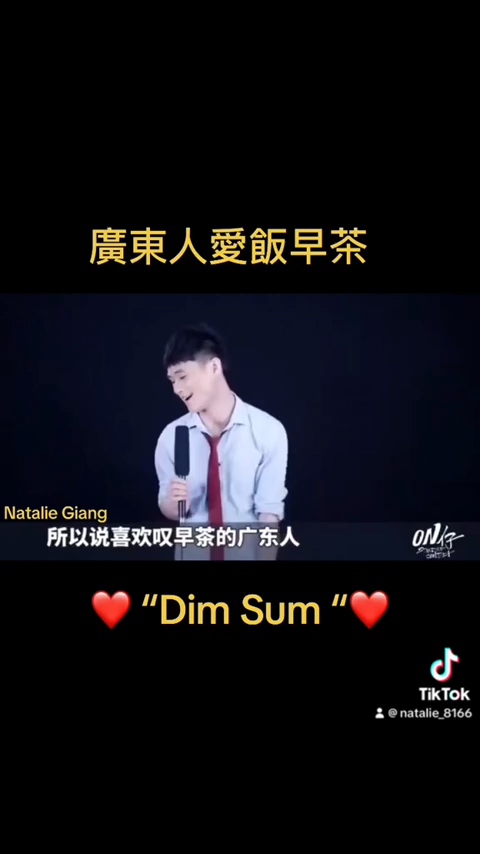 廣東人愛飯早茶
Natalie Giang
所以说喜欢叹早茶的广东人
ON仔
❤️ “Dim Sum “❤️
TikTok
@natalie_8166